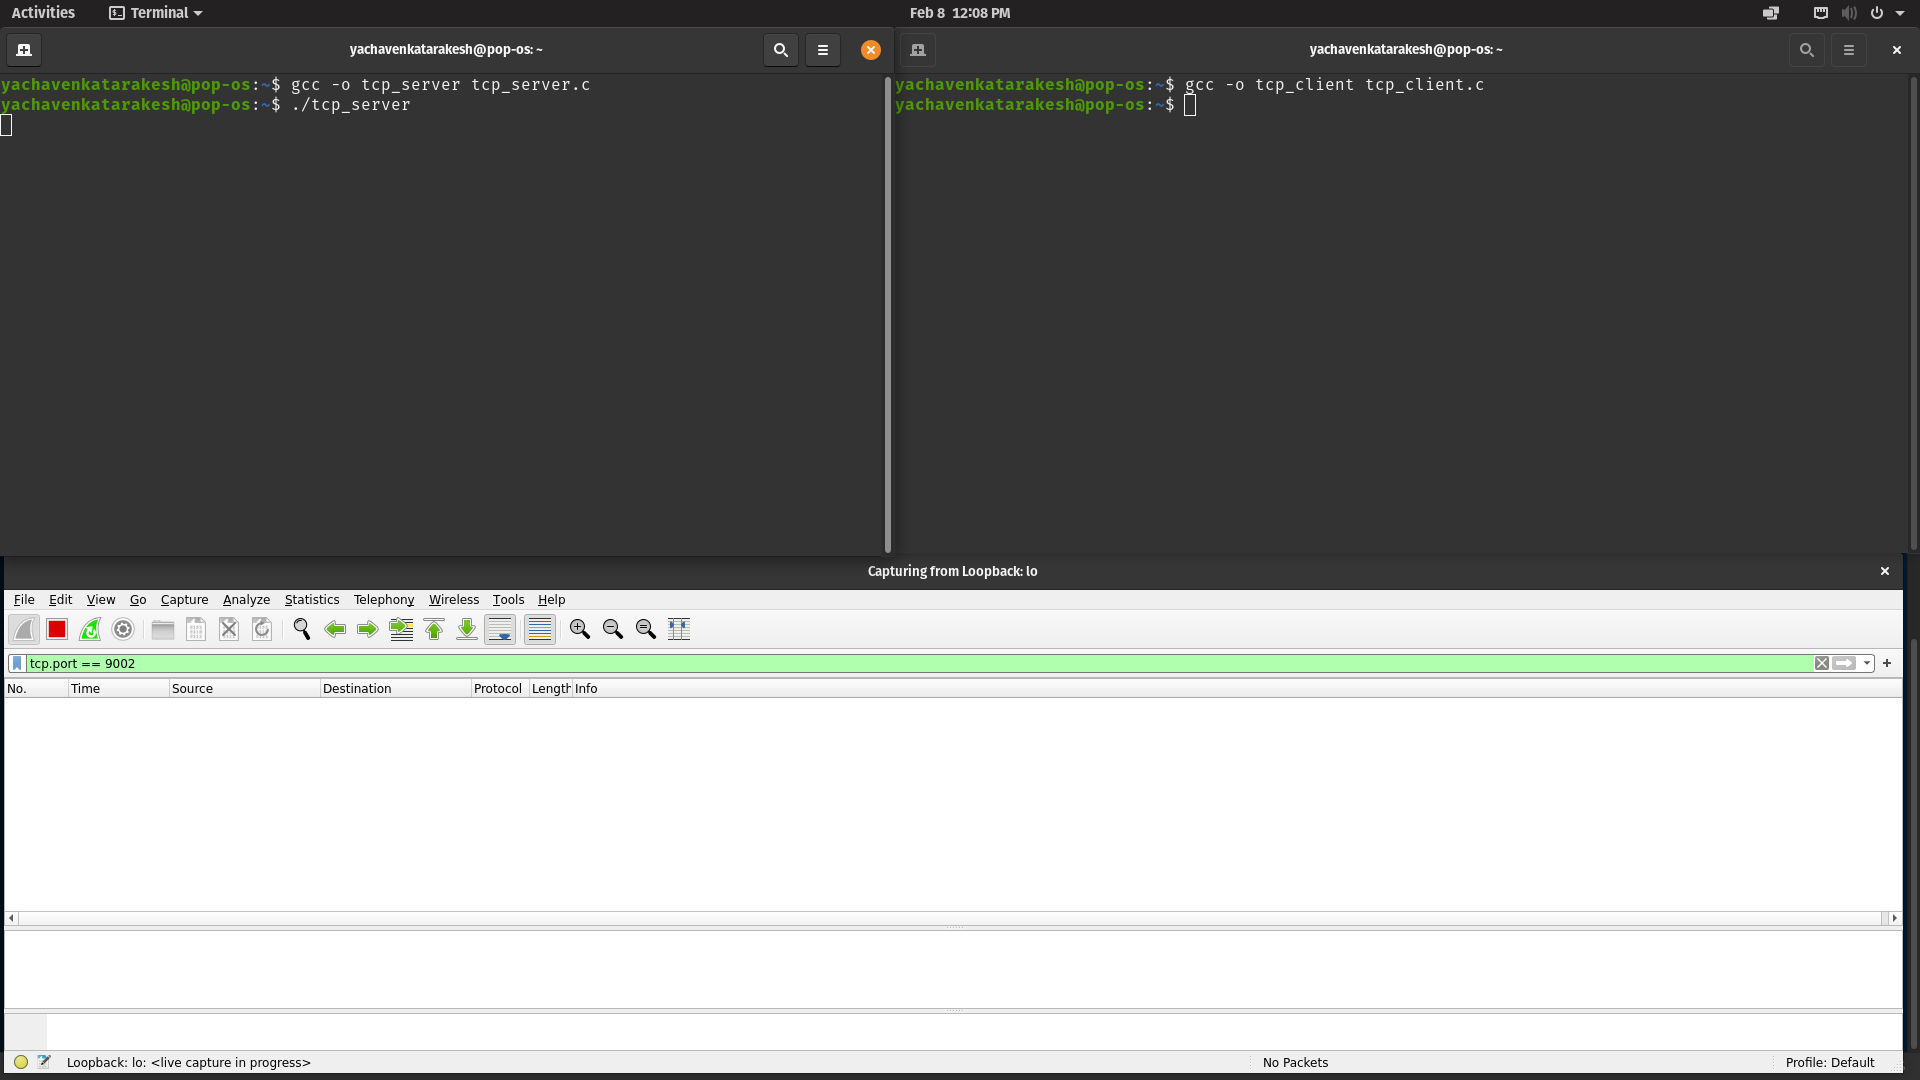 Activities Terminal Feb 8 12:08 PM
yachavenkatarakesh@pop-os: ~
yachavenkatarakesh@pop-os:~$ gcc -o tcp_server tcp_server.c
yachavenkatarakesh@pop-os:~$ ./tcp_server
yachavenkatarakesh@pop-os: ~
yachavenkatarakesh@pop-os:~$ gcc -o tcp_client tcp_client.c
yachavenkatarakesh@pop-os:~$
Capturing from Loopback: lo
File Edit View Go Capture Analyze Statistics Telephony Wireless Tools Help
tcp.port == 9002
No. Time Source Destination Protocol Length Info
Loopback: lo: <live capture in progress> No Packets Profile: Default